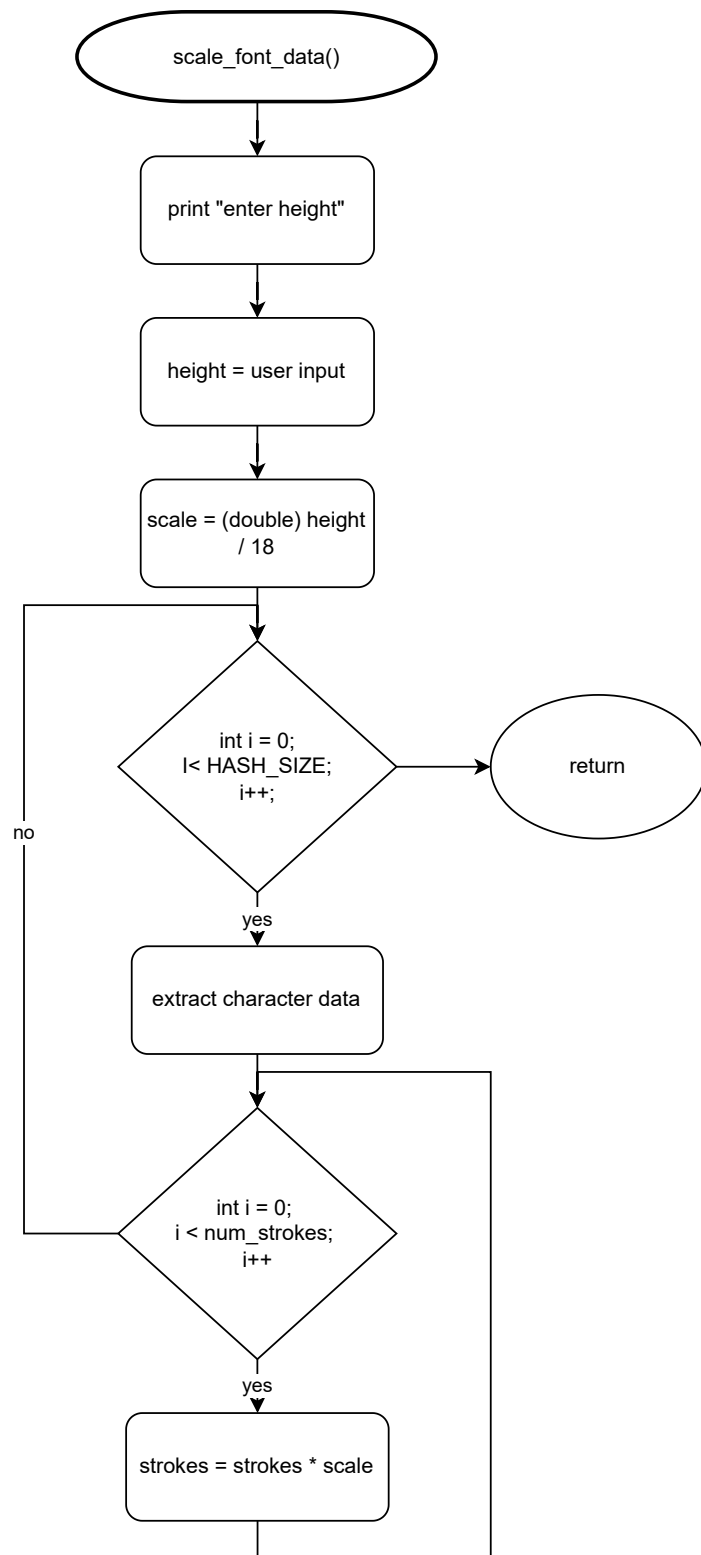 scale_font_data()
print "enter height"
height = user input
scale = (double) height
/ 18
int i = 0;
I< HASH_SIZE;
i++;
return
no
yes
extract character data
int i = 0;
i < num_strokes;
i++
yes
strokes = strokes * scale